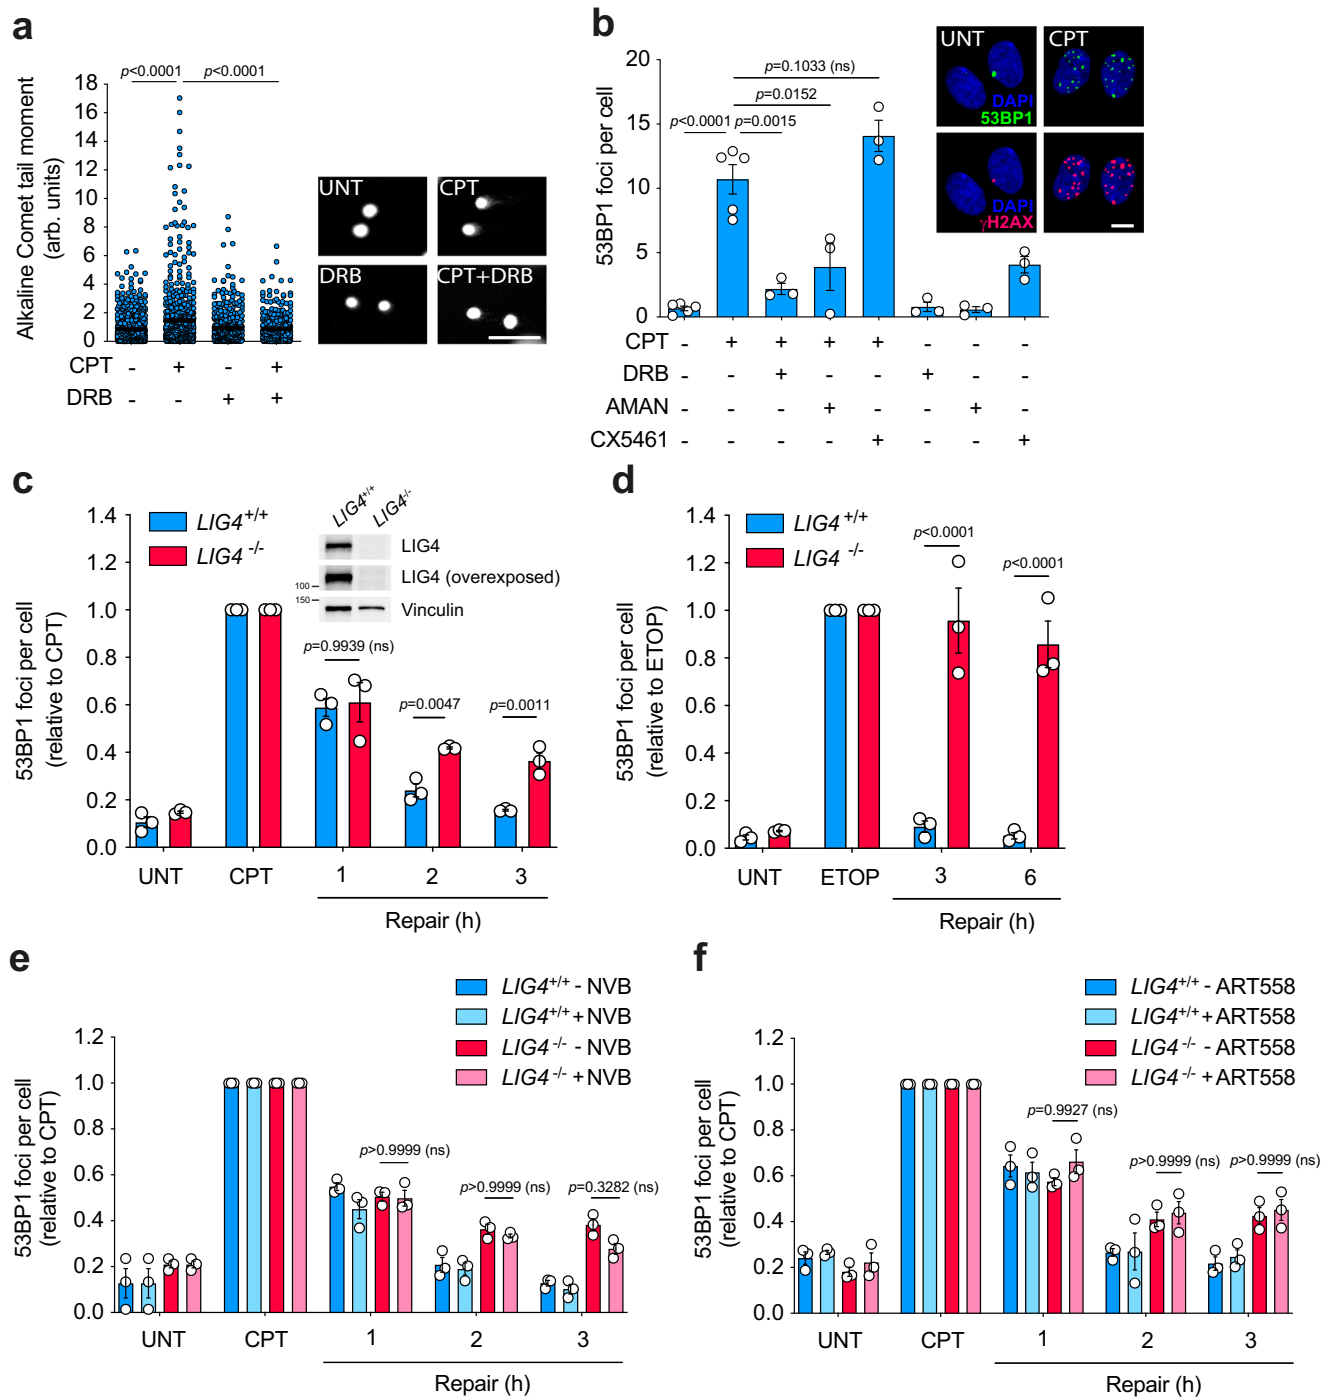 a
p<0.0001 p<0.0001
Alkaline Comet tail moment
(arb. units)
18
16
14
12
10
8
6
4
2
0
CPT - + - +
DRB - - + +
UNT CPT
DRB CPT+DRB
b
p=0.1033 (ns)
p=0.0152
p<0.0001 p=0.0015
53BP1 foci per cell
20
15
10
5
0
CPT - + + + + - - -
DRB - - + - - + - -
AMAN - - - + - - + -
CX5461 - - - - + - - +
UNT CPT
DAPI
53BP1
DAPI
γH2AX
c
LIG4+/+
LIG4 -/-
LIG4+/+ LIG4-/-
LIG4
LIG4 (overexposed)
100
150
Vinculin
p=0.9939 (ns)
p=0.0047 p=0.0011
53BP1 foci per cell
(relative to CPT)
1.4
1.2
1.0
0.8
0.6
0.4
0.2
0.0
UNT CPT 1 2 3
Repair (h)
d
LIG4 +/+
LIG4 -/-
p<0.0001
p<0.0001
53BP1 foci per cell
(relative to ETOP)
1.4
1.2
1.0
0.8
0.6
0.4
0.2
0.0
UNT ETOP 3 6
Repair (h)
e
LIG4+/+ - NVB
LIG4+/+ + NVB
LIG4 -/- - NVB
LIG4 -/- + NVB
p>0.9999 (ns)
p>0.9999 (ns)
p=0.3282 (ns)
53BP1 foci per cell
(relative to CPT)
1.2
1.0
0.8
0.6
0.4
0.2
0.0
UNT CPT 1 2 3
Repair (h)
f
LIG4+/+ - ART558
LIG4+/+ + ART558
LIG4 -/- - ART558
LIG4 -/- + ART558
p=0.9927 (ns)
p>0.9999 (ns) p>0.9999 (ns)
53BP1 foci per cell
(relative to CPT)
1.2
1.0
0.8
0.6
0.4
0.2
0.0
UNT CPT 1 2 3
Repair (h)